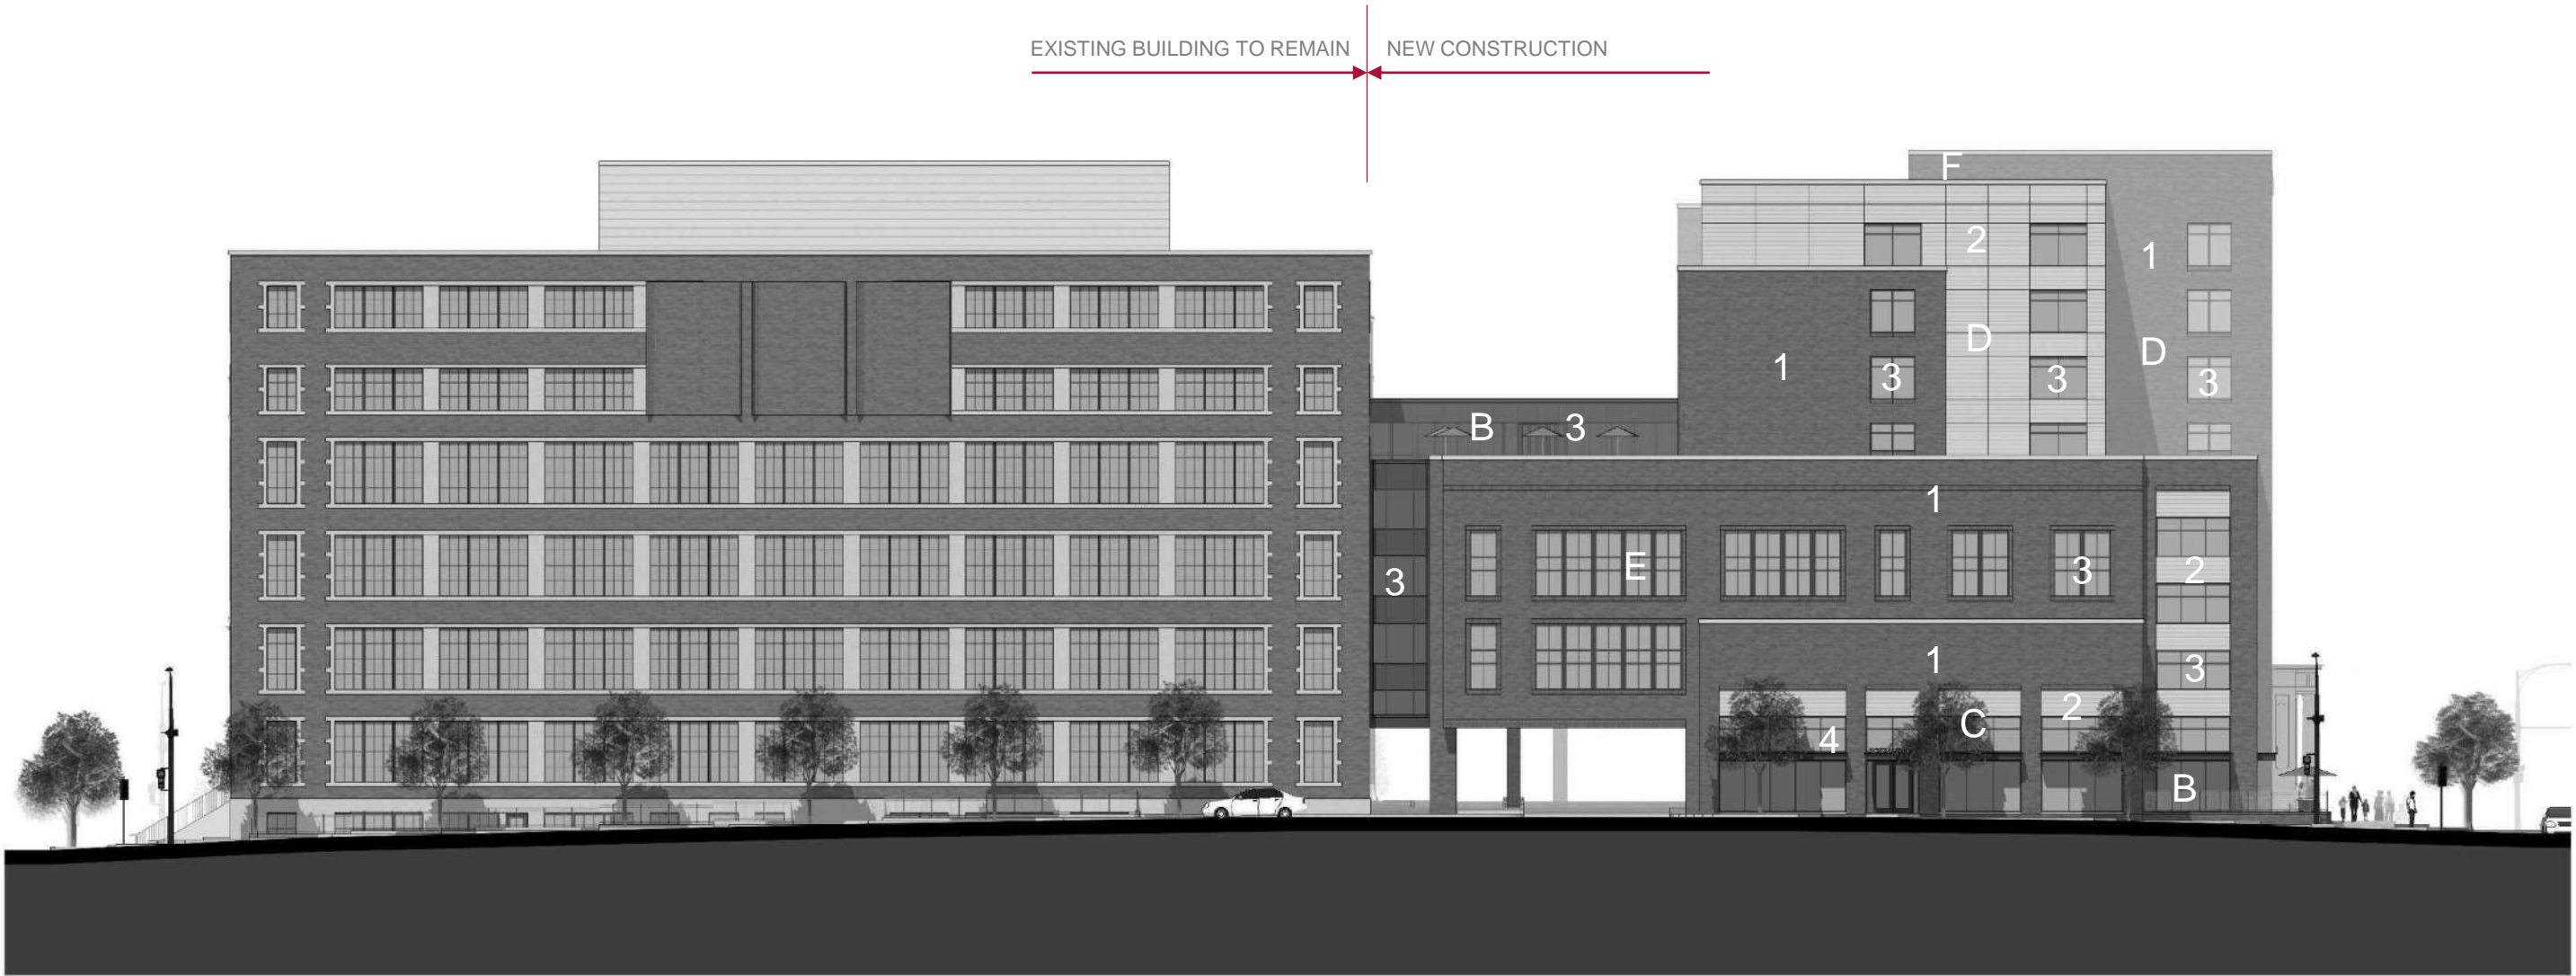 EXISTING BUILDING TO REMAIN NEW CONSTRUCTION
F
2 1
D D
1 3 3 3
B 3
1
E 3 2
3
1 3
2
4 C
B